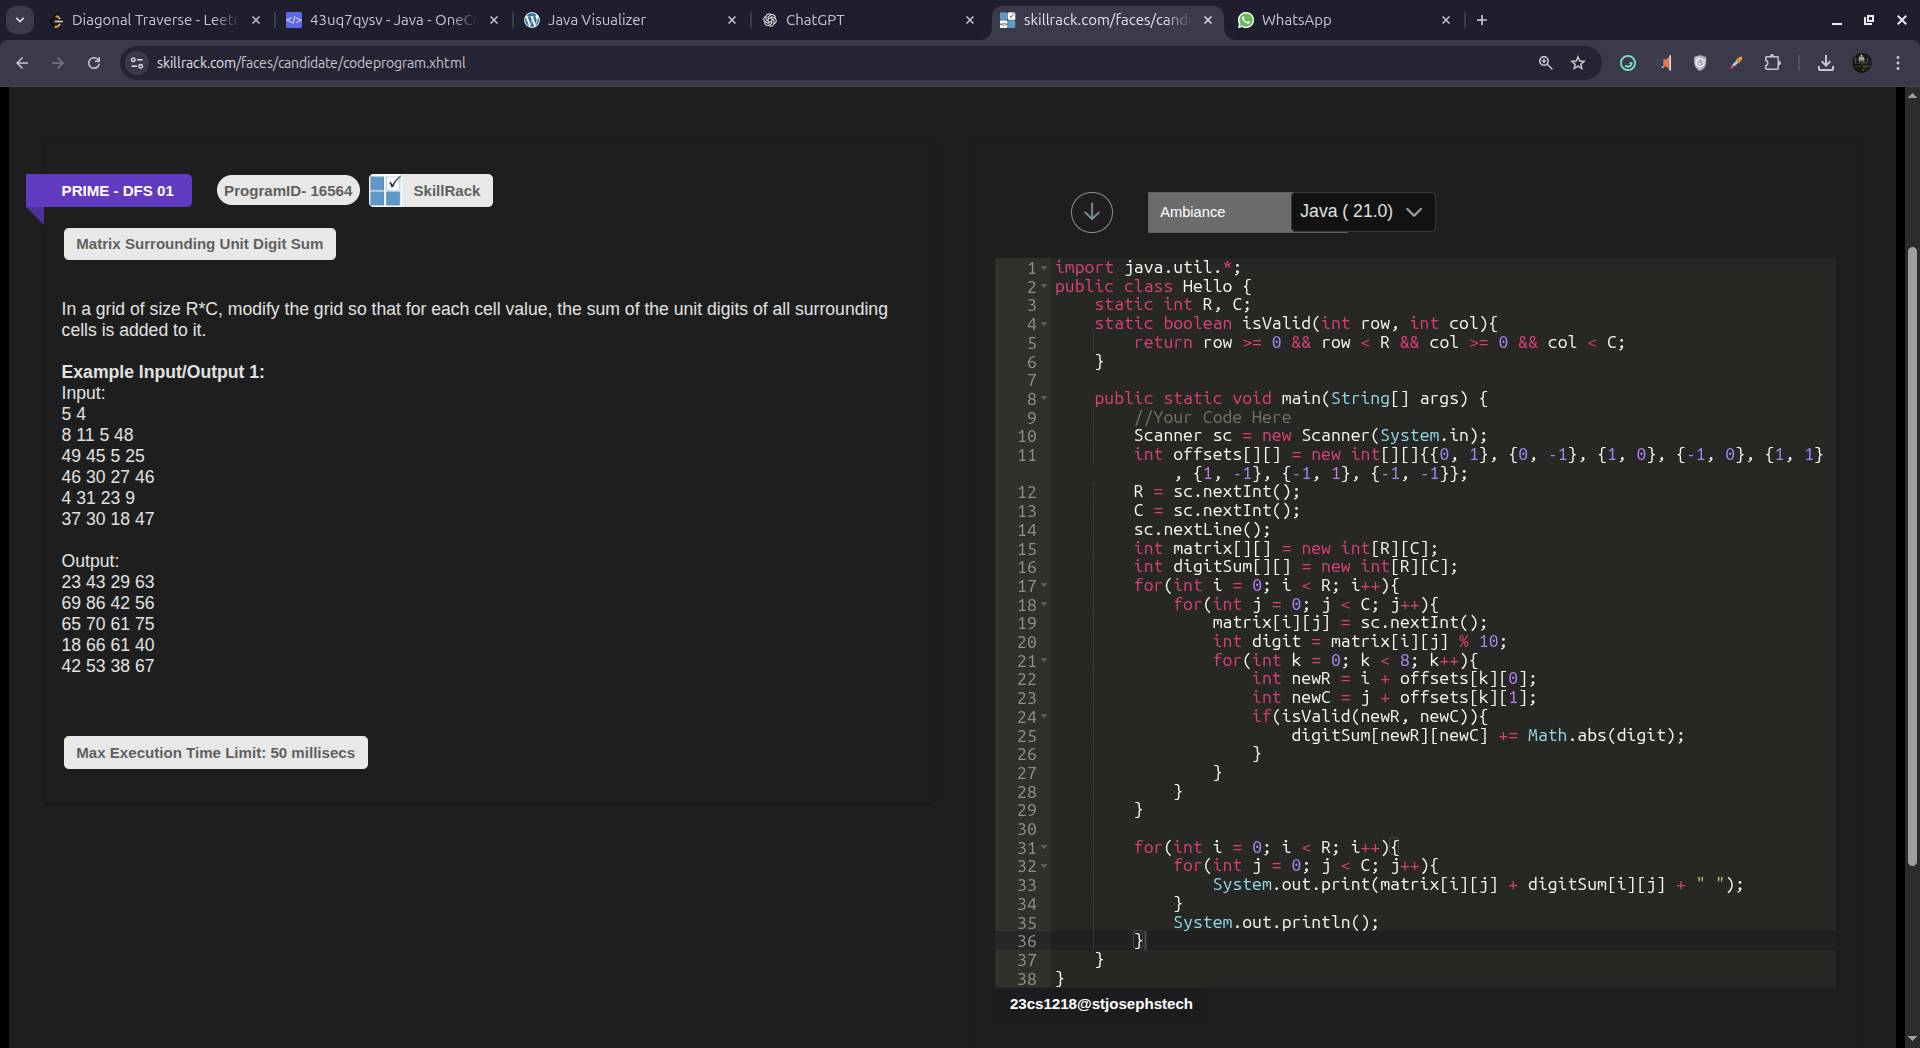 Diagonal Traverse - Leet
43uq7qysv - Java - OneC
Java Visualizer
ChatGPT
skillrack.com/faces/candi
WhatsApp
skillrack.com/faces/candidate/codeprogram.xhtml
PRIME - DFS 01
ProgramID- 16564
SkillRack
Matrix Surrounding Unit Digit Sum
In a grid of size R*C, modify the grid so that for each cell value, the sum of the unit digits of all surrounding
cells is added to it.
Example Input/Output 1:
Input:
5 4
8 11 5 48
49 45 5 25
46 30 27 46
4 31 23 9
37 30 18 47
Output:
23 43 29 63
69 86 42 56
65 70 61 75
18 66 61 40
42 53 38 67
Max Execution Time Limit: 50 millisecs
Ambiance
Java ( 21.0)
1 import java.util.*;
2 public class Hello {
3     static int R, C;
4     static boolean isValid(int row, int col){
5         return row >= 0 && row < R && col >= 0 && col < C;
6     }
7
8     public static void main(String[] args) {
9         //Your Code Here
10         Scanner sc = new Scanner(System.in);
11         int offsets[][] = new int[][]{{0, 1}, {0, -1}, {1, 0}, {-1, 0}, {1, 1}
, {1, -1}, {-1, 1}, {-1, -1}};
12         R = sc.nextInt();
13         C = sc.nextInt();
14         sc.nextLine();
15         int matrix[][] = new int[R][C];
16         int digitSum[][] = new int[R][C];
17         for(int i = 0; i < R; i++){
18             for(int j = 0; j < C; j++){
19                 matrix[i][j] = sc.nextInt();
20                 int digit = matrix[i][j] % 10;
21                 for(int k = 0; k < 8; k++){
22                     int newR = i + offsets[k][0];
23                     int newC = j + offsets[k][1];
24                     if(isValid(newR, newC)){
25                         digitSum[newR][newC] += Math.abs(digit);
26                     }
27                 }
28             }
29         }
30
31         for(int i = 0; i < R; i++){
32             for(int j = 0; j < C; j++){
33                 System.out.print(matrix[i][j] + digitSum[i][j] + " ");
34             }
35             System.out.println();
36         }
37     }
38 }
23cs1218@stjosephstech